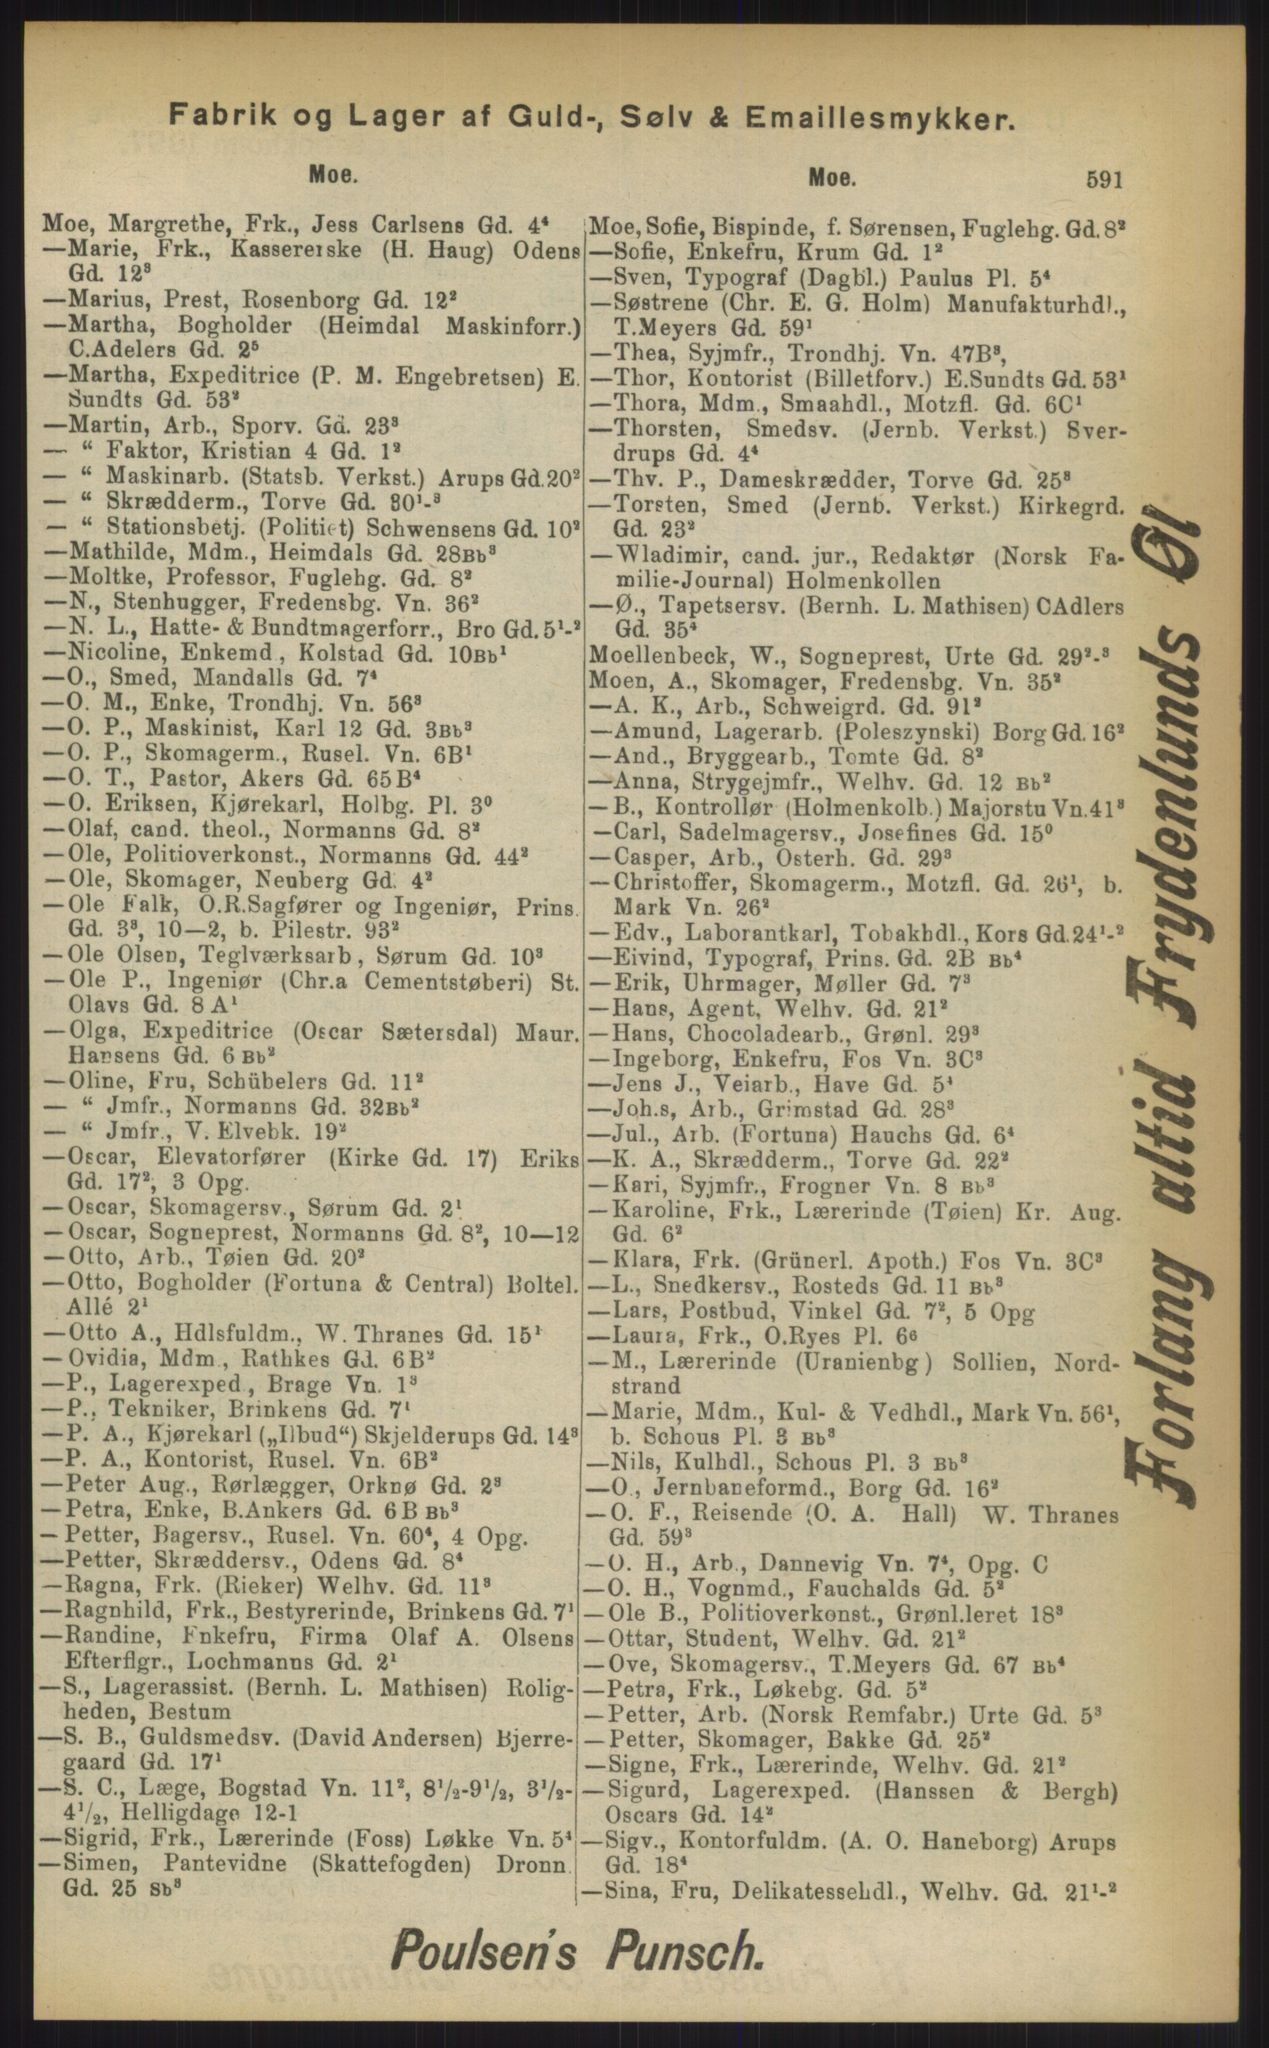 Fabrik og Lager af Guld-, Sølv & Emaillesmykker.
Moe.
Moe.
591
Moe, Margrethe, Frk., Jess Carlsens Gd. 4⁴
—Marie, Frk., Kassererske (H. Haug) Odens
Gd. 12³
—Marius, Prest, Rosenborg Gd. 12²
—Martha, Bogholder (Heimdal Maskinforr.)
C.Adelers Gd. 2⁵
—Martha, Expeditrice (P. M. Engebretsen) E.
Sundts Gd. 53²
—Martin, Arb., Sporv. Gd. 23³
— “ Faktor, Kristian 4 Gd. 1²
— “ Maskinarb. (Statsb. Verkst.) Arups Gd.20²
— “ Skrædderm., Torve Gd. 30¹-³
— “ Stationsbetj. (Politiet) Schwensens Gd. 10²
—Mathilde, Mdm., Heimdals Gd. 28Bb³
—Moltke, Professor, Fuglehg. Gd. 8²
—N., Stenhugger, Fredensbg. Vn. 36²
—N. L., Hatte- & Bundtmagerforr., Bro Gd.5¹-²
—Nicoline, Enkemd, Kolstad Gd. 10Bb¹
—O., Smed, Mandalls Gd. 7⁴
—O. M., Enke, Trondhj. Vn. 56³
—O. P., Maskinist, Karl 12 Gd. 3Bb³
—O. P., Skomagerm., Rusel. Vn. 6B¹
—O. T., Pastor, Akers Gd. 65B⁴
—O. Eriksen, Kjørekarl, Holbg. Pl. 3⁰
—Olaf, cand. theol., Normanns Gd. 8²
—Ole, Politioverkonst., Normanns Gd. 44²
—Ole, Skomager, Neuberg Gd. 4²
—Ole Falk, O.R.Sagfører og Ingeniør, Prins.
Gd. 3³, 10—2, b. Pilestr. 93²
—Ole Olsen, Teglværksarb, Sørum Gd. 10³
—Ole P., Ingeniør (Chr.a Cementstøberi) St.
Olavs Gd. 8 A¹
—Olga, Expeditrice (Oscar Sætersdal) Maur.
Hansens Gd. 6 Bb²
—Oline, Fru, Schübelers Gd. 11²
— “ Jmfr., Normanns Gd. 32Bb²
— “ Jmfr., V. Elvebk. 19²
—Oscar, Elevatorfører (Kirke Gd. 17) Eriks
Gd. 17², 3 Opg.
—Oscar, Skomagersv., Sørum Gd. 2¹
—Oscar, Sogneprest, Normanns Gd. 8², 10—12
—Otto, Arb., Tøien Gd. 20²
—Otto, Bogholder (Fortuna & Central) Boltel.
Allé 2¹
—Otto A., Hdlsfuldm., W. Thranes Gd. 15¹
—Ovidia, Mdm., Rathkes Gd. 6B²
—P., Lagerexped, Brage Vn. 1³
—P., Tekniker, Brinkens Gd. 7¹
—P. A., Kjørekarl („Ilbud“) Skjelderups Gd. 14³
—P. A., Kontorist, Rusel. Vn. 6B²
—Peter Aug., Rørlægger, Orknø Gd. 2³
—Petra, Enke, B.Ankers Gd. 6B Bb³
—Petter, Bagersv., Rusel. Vn. 60⁴, 4 Opg.
—Petter, Skræddersv., Odens Gd. 8⁴
—Ragna, Frk. (Rieker) Welhv. Gd. 11³
—Ragnhild, Frk., Bestyrerinde, Brinkens Gd. 7¹
—Randine, Enkefru, Firma Olaf A. Olsens
Efterflgr., Lochmanns Gd. 2¹
—S., Lagerassist. (Bernh. L. Mathisen) Rolig-
heden, Bestum
—S. B., Guldsmedsv. (David Andersen) Bjerre-
gaard Gd. 17¹
—S. C., Læge, Bogstad Vn. 11², 8¹/₂-9¹/₂, 3¹/₂-
4¹/₂, Helligdage 12-1
—Sigrid, Frk., Lærerinde (Foss) Løkke Vn. 5⁴
—Simen, Pantevidne (Skattefogden) Dronn.
Gd. 25 Sb³
Moe, Sofie, Bispinde, f. Sørensen, Fuglehg. Gd. 8²
—Sofie, Enkefru, Krum Gd. 1²
—Sven, Typograf (Dagbl.) Paulus Pl. 5⁴
—Søstrene (Chr. E. G. Holm) Manufakturhdl.,
T.Meyers Gd. 59¹
—Thea, Syjmfr., Trondhj. Vn. 47B³,
—Thor, Kontorist (Billetforv.) E.Sundts Gd. 53¹
—Thora, Mdm., Smaahdl., Motzfl. Gd. 6C¹
—Thorsten, Smedsv. (Jernb. Verkst.) Sver-
drups Gd. 4⁴
—Thv. P., Dameskrædder, Torve Gd. 25³
—Torsten, Smed (Jernb. Verkst.) Kirkegrd.
Gd. 23²
—Wladimir, cand. jur., Redaktør (Norsk Fa-
milie-Journal) Holmenkollen
—Ø., Tapetsersv. (Bernh. L. Mathisen) CAdlers
Gd. 35⁴
Moellenbeck, W., Sogneprest, Urte Gd. 29²-³
Moen, A., Skomager, Fredensbg. Vn. 35²
—A. K., Arb., Schweigrd. Gd. 91²
—Amund, Lagerarb. (Poleszynski) Borg Gd. 16²
—And., Bryggearb., Tomte Gd. 8²
—Anna, Strygejmfr., Welhv. Gd. 12 Bb²
—B., Kontrollør (Holmenkolb.) Majorstu Vn.41³
—Carl, Sadelmagersv., Josefines Gd. 15⁰
—Casper, Arb., Osterh. Gd. 29³
—Christoffer, Skomagerm., Motzfl. Gd. 26¹, b.
Mark Vn. 26²
—Edv., Laborantkarl, Tobakhdl., Kors Gd.24¹-²
—Eivind, Typograf, Prins. Gd. 2B Bb⁴
—Erik, Uhrmager, Møller Gd. 7³
—Hans, Agent, Welhv. Gd. 21²
—Hans, Chocoladearb., Grønl. 29³
—Ingeborg, Enkefru, Fos Vn. 3C³
—Jens J., Veiarb., Have Gd. 5⁴
—Joh.s, Arb., Grimstad Gd. 28³
—Jul., Arb. (Fortuna) Hauchs Gd. 6⁴
—K. A., Skrædderm., Torve Gd. 22²
—Kari, Syjmfr., Frogner Vn. 8 Bb³
—Karoline, Frk., Lærerinde (Tøien) Kr. Aug.
Gd. 6²
—Klara, Frk. (Grünerl. Apoth.) Fos Vn. 3C³
—L., Snedkersv., Rosteds Gd. 11 Bb³
—Lars, Postbud, Vinkel Gd. 7², 5 Opg
—Laura, Frk., O.Ryes Pl. 6⁶
—M., Lærerinde (Uranienbg) Sollien, Nord-
strand
—Marie, Mdm., Kul- & Vedhdl., Mark Vn. 56¹,
b. Schous Pl. 3 Bb³
—Nils, Kulhdl., Schous Pl. 3 Bb³
—O., Jernbaneformd., Borg Gd. 16²
—O. F., Reisende (O. A. Hall) W. Thranes
Gd. 59³
—O. H., Arb., Dannevig Vn. 7⁴, Opg. C
—O. H., Vognmd., Fauchalds Gd. 5²
—Ole B., Politioverkonst., Grønl.leret 18³
—Ottar, Student, Welhv. Gd. 21²
—Ove, Skomagersv., T.Meyers Gd. 67 Bb⁴
—Petra, Frk., Løkebg. Gd. 5²
—Petter, Arb. (Norsk Remfabr.) Urte Gd. 5³
—Petter, Skomager, Bakke Gd. 25²
—Signe, Frk., Lærerinde, Welhv. Gd. 21²
—Sigurd, Lagerexped. (Hanssen & Bergh)
Oscars Gd. 14²
—Sigv., Kontorfuldm. (A. O. Haneborg) Arups
Gd. 18⁴
—Sina, Fru, Delikatessehdl., Welhv. Gd. 21¹-²
Forlang altid Frydenlunds Øl
Poulsen's Punsch.